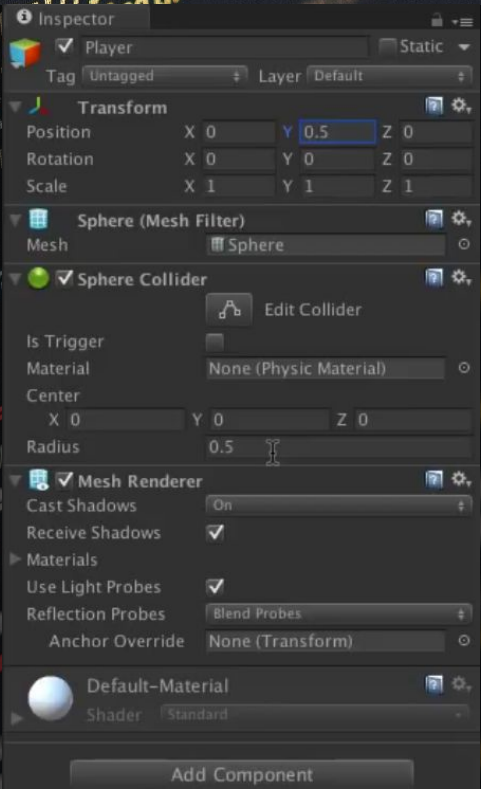 Inspector
Player Static
Tag Untagged Layer Default
Transform
Position X 0 Y 0.5 Z 0
Rotation X 0 Y 0 Z 0
Scale X 1 Y 1 Z 1
Sphere (Mesh Filter)
Mesh Sphere
Sphere Collider
Edit Collider
Is Trigger
Material None (Physic Material)
Center
X 0 Y 0 Z 0
Radius 0.5
Mesh Renderer
Cast Shadows On
Receive Shadows
Materials
Use Light Probes
Reflection Probes Blend Probes
Anchor Override None (Transform)
Default-Material
Shader Standard
Add Component